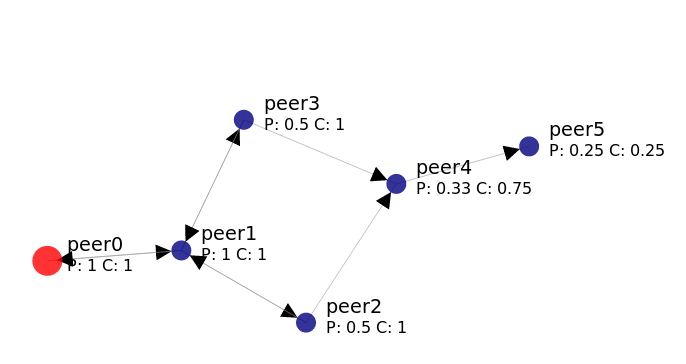 peer3
P: 0.5 C: 1
peer5
P: 0.25 C: 0.25
peer4
P: 0.33 C: 0.75
peer1
P: 1 C: 1
peer0
P: 1 C: 1
peer2
P: 0.5 C: 1